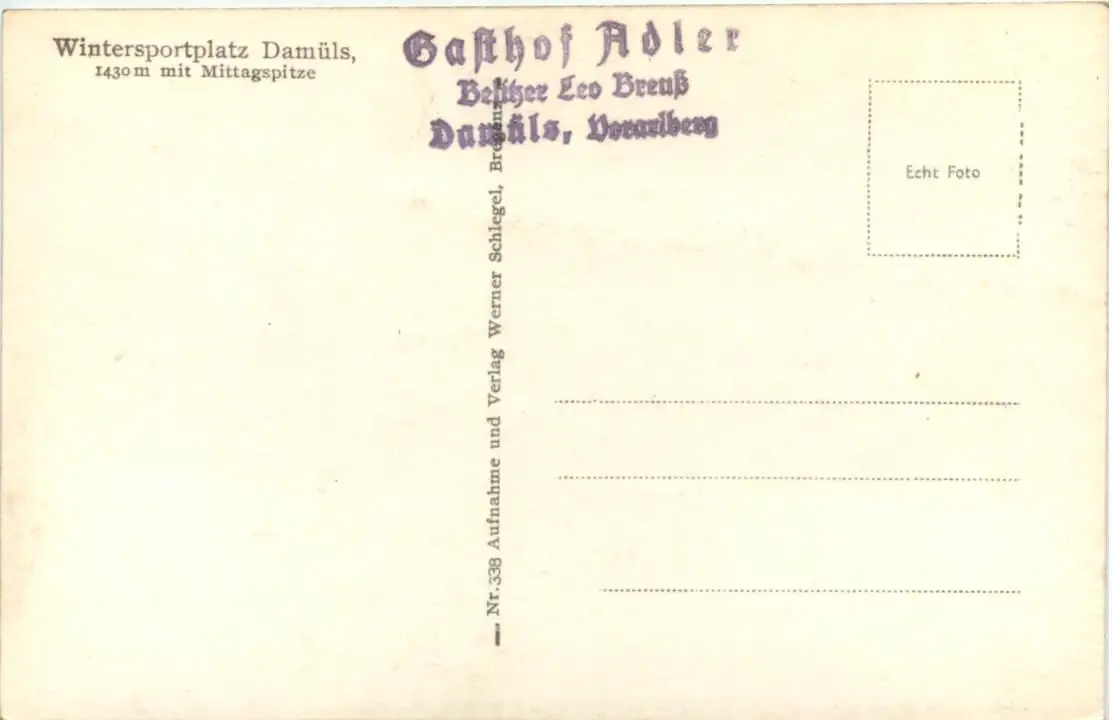 Wintersportplatz Damüls,
1430 m mit Mittagspitze
Gasthof Adler
Besitzer Leo Breuß
Damüls, Vorarlberg
Echt Foto
— Nr. 338 Aufnahme und Verlag Werner Schlegel, Bregenz —